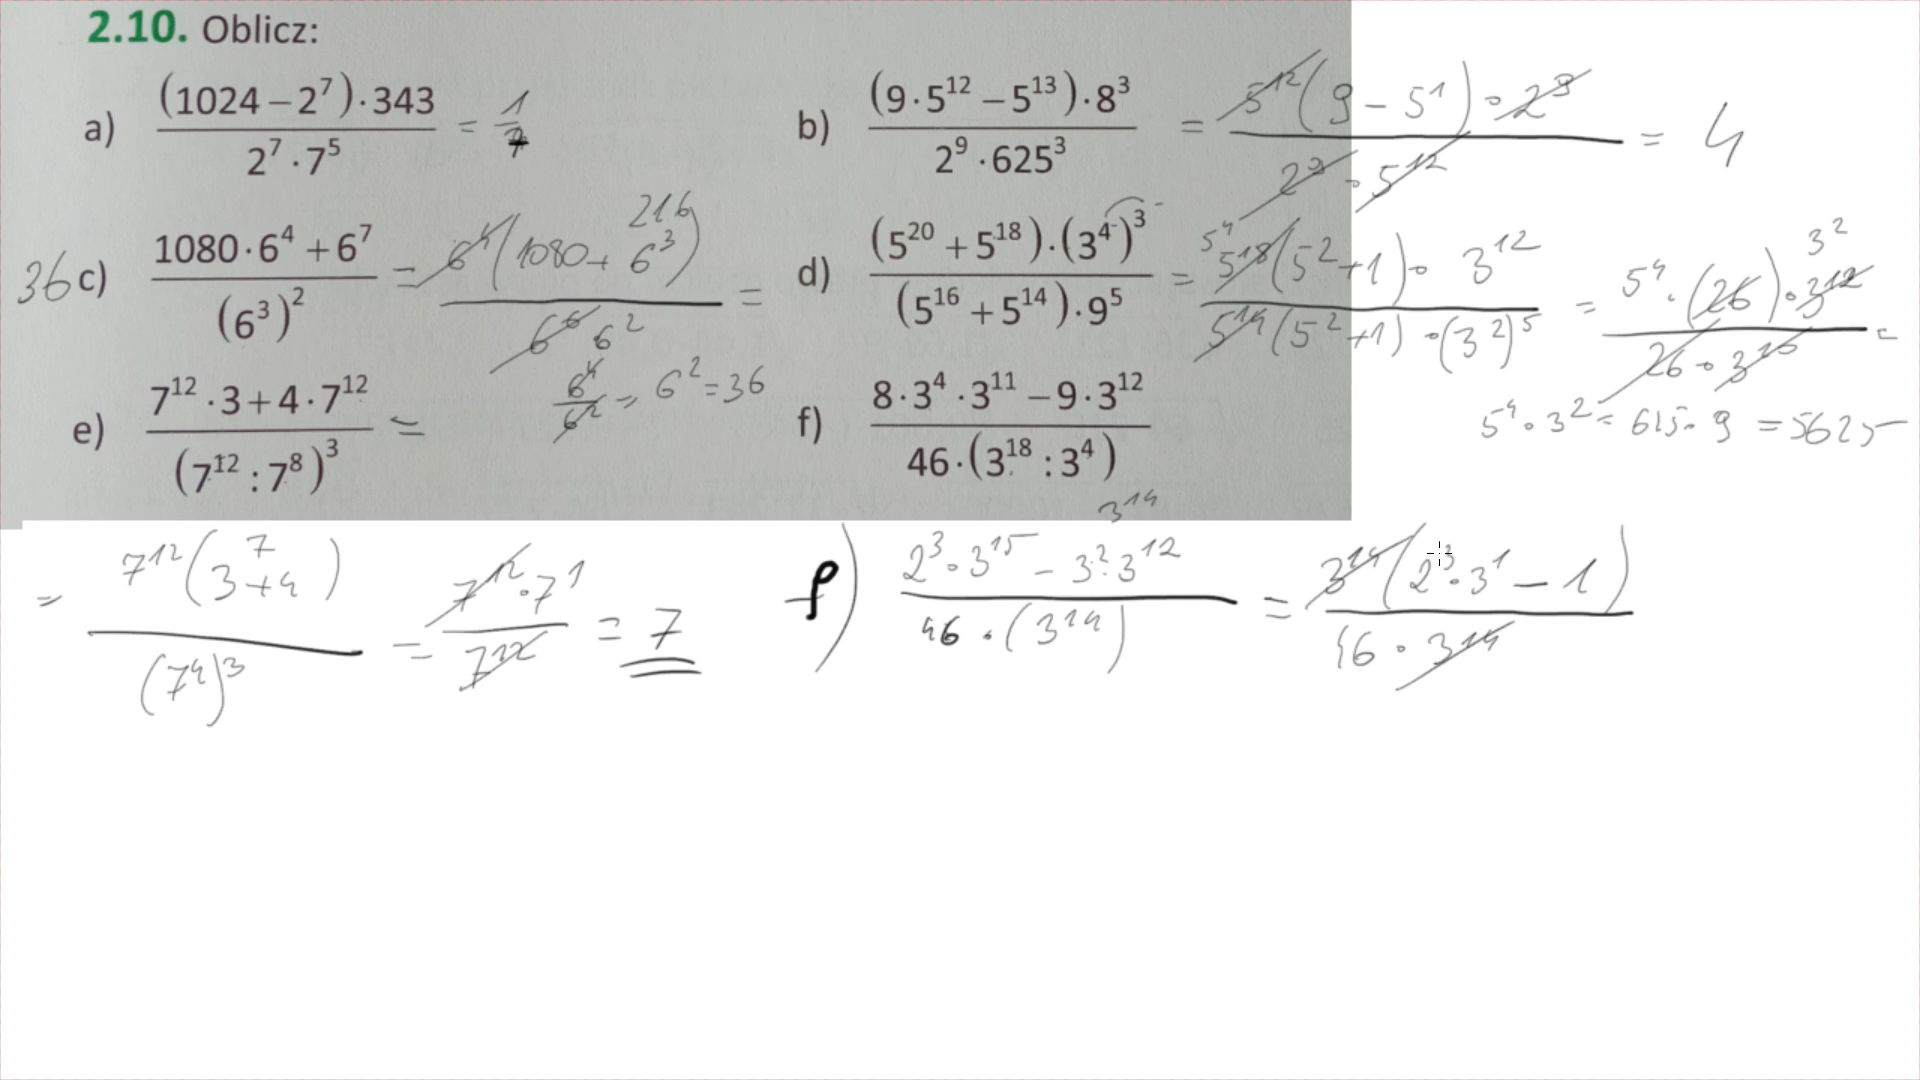 2.10. Oblicz:
a) (1024 − 2⁷)·343 / 2⁷·7⁵ = 1/7
b) (9·5¹² − 5¹³)·8³ / 2⁹·625³ = 5¹²(9 − 5¹)·2⁹ / 2⁹·5¹² = 4
36 c) 1080·6⁴ + 6⁷ / (6³)² = 6⁴(1080 + 6³) / 6⁶ 6² =
216
6⁴ / 6² = 6² = 36
d) (5²⁰ + 5¹⁸)·(3⁴)³ / (5¹⁶ + 5¹⁴)·9⁵ = 5⁴ 5¹⁸(5² + 1)·3¹² / 5¹⁴(5² + 1)·(3²)⁵ = 5⁴·(26)·3¹² 3² / 26·3¹⁰ =
5⁴·3² = 625·9 = 5625
e) 7¹²·3 + 4·7¹² / (7¹² : 7⁸)³ =
f) 8·3⁴·3¹¹ − 9·3¹² / 46·(3¹⁸ : 3⁴)
3¹⁴
= 7¹²(3 + 4) 7 / (7⁴)³ = 7¹²·7¹ / 7¹² = 7
f) 2³·3¹⁵ − 3²·3¹² / 46·(3¹⁴) = 3¹⁴(2³·3¹ − 1) / 46·3¹⁴